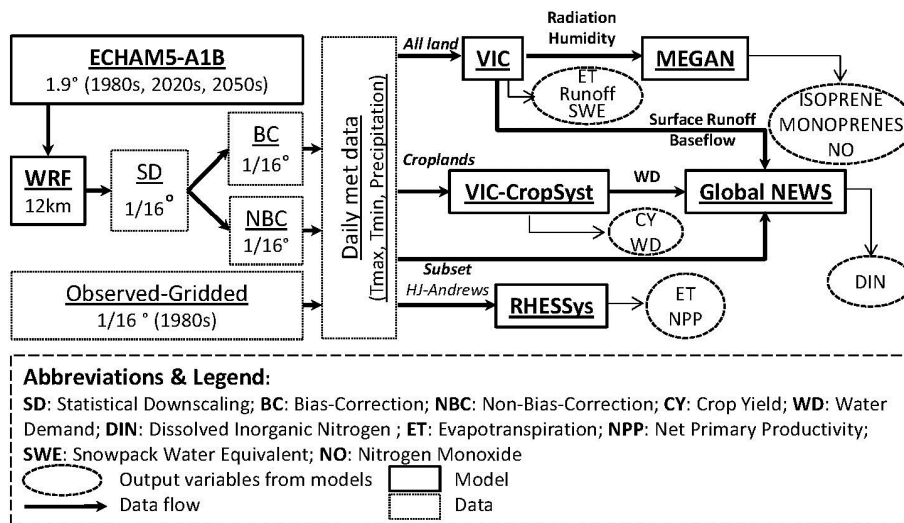 ECHAM5-A1B
1.9° (1980s, 2020s, 2050s)
WRF
12km
SD
1/16°
BC
1/16°
NBC
1/16°
Observed-Gridded
1/16 ° (1980s)
Daily met data
(Tmax, Tmin, Precipitation)
All land
VIC
Radiation
Humidity
MEGAN
ET
Runoff
SWE
ISOPRENE
MONOPRENES
NO
Surface Runoff
Baseflow
Croplands
VIC-CropSyst
WD
Global NEWS
CY
WD
DIN
Subset
HJ-Andrews
RHESSys
ET
NPP
Abbreviations & Legend:
SD: Statistical Downscaling; BC: Bias-Correction; NBC: Non-Bias-Correction; CY: Crop Yield; WD: Water
Demand; DIN: Dissolved Inorganic Nitrogen ; ET: Evapotranspiration; NPP: Net Primary Productivity;
SWE: Snowpack Water Equivalent; NO: Nitrogen Monoxide
Output variables from models
Model
Data flow
Data